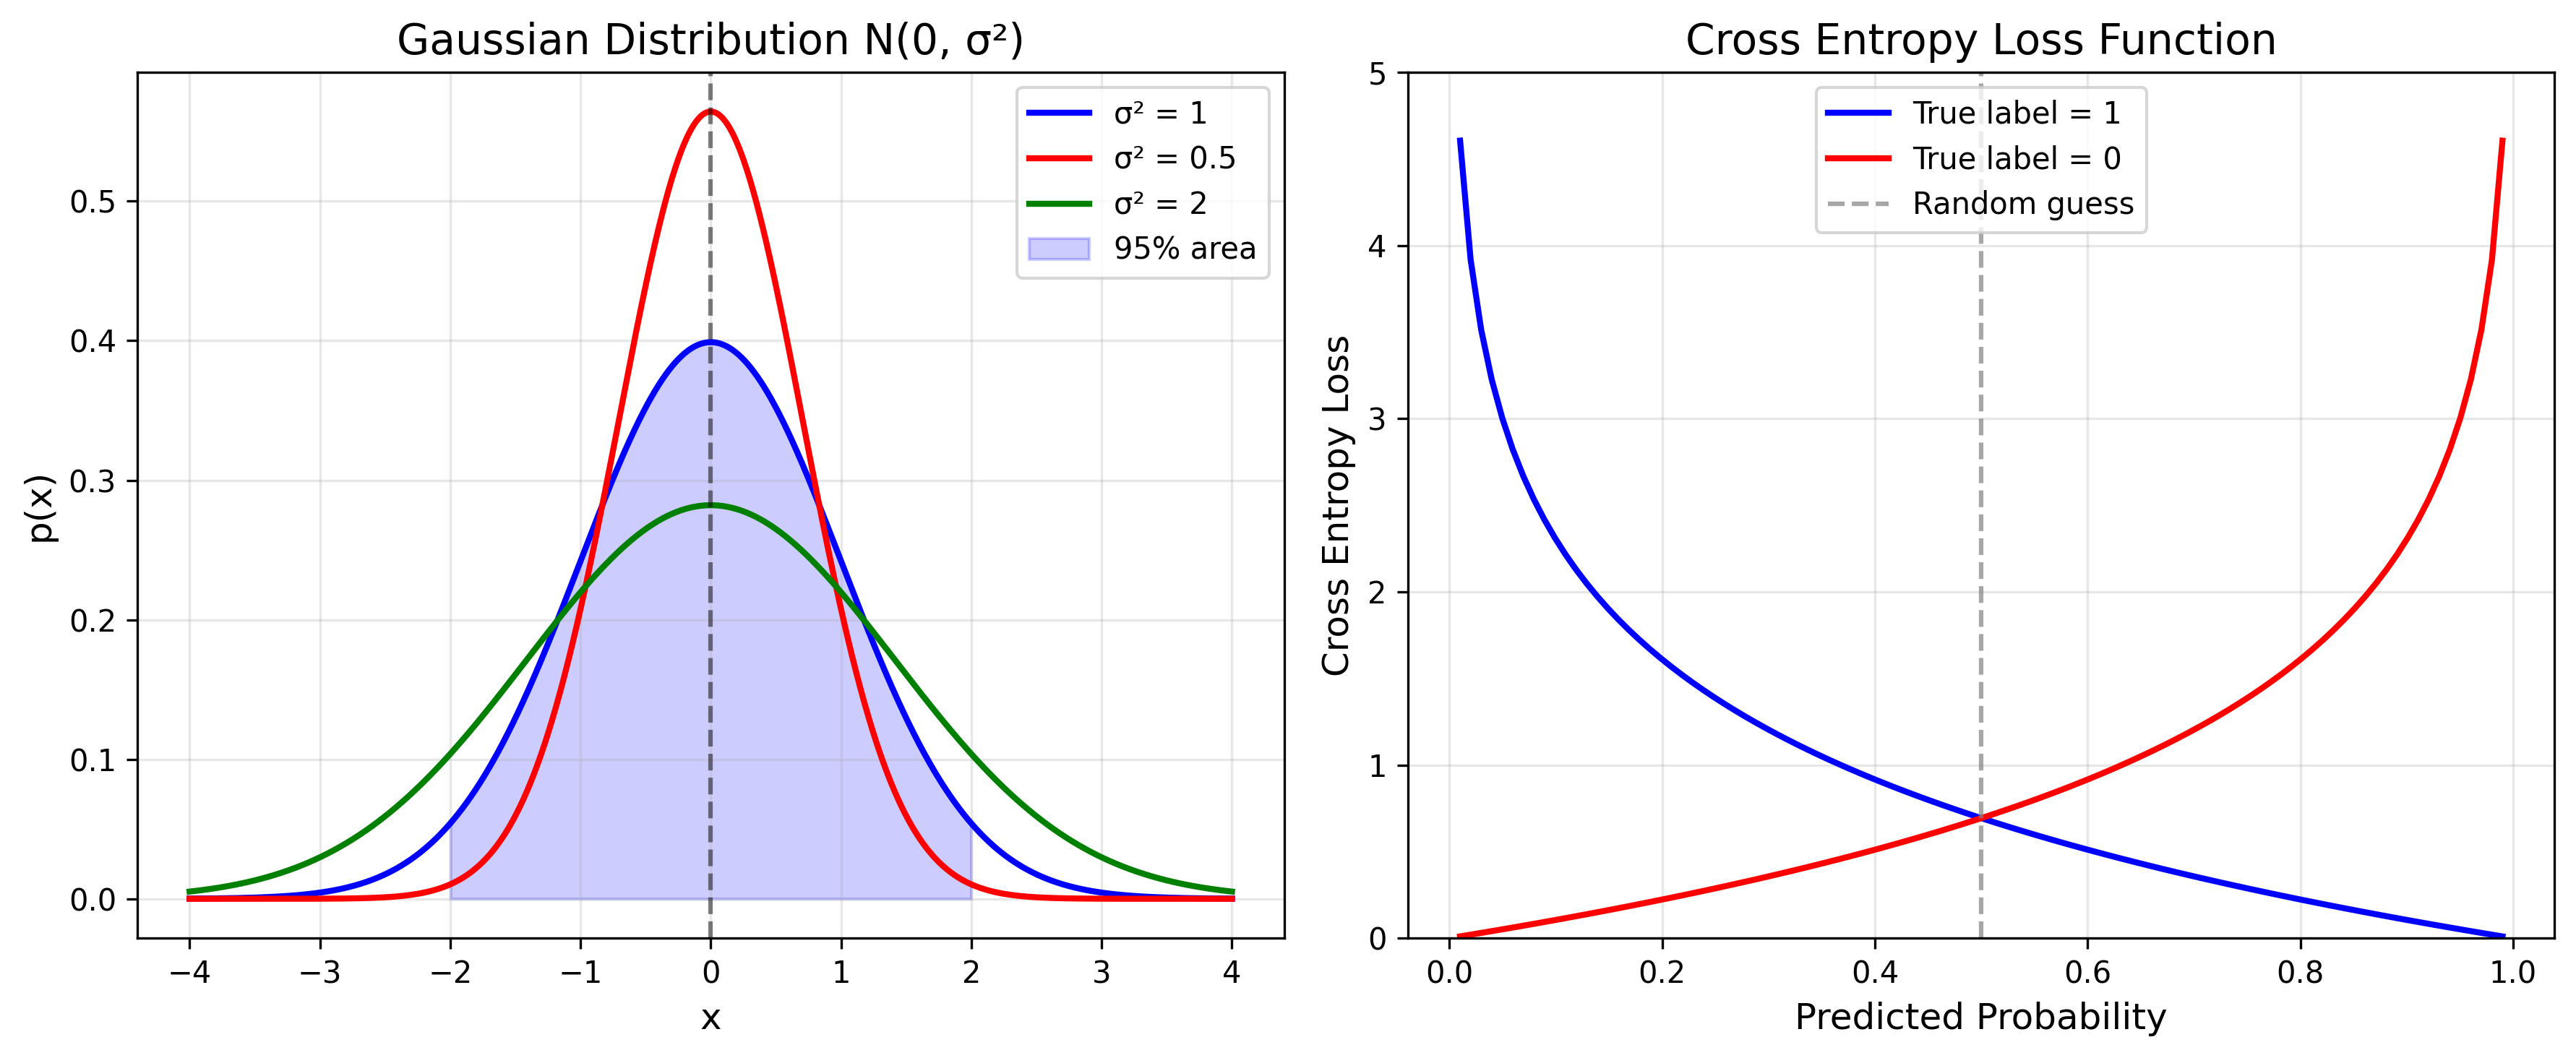 Gaussian Distribution N(0, σ²)
p(x)
0.5
0.4
0.3
0.2
0.1
0.0
−4 −3 −2 −1 0 1 2 3 4
x
σ² = 1
σ² = 0.5
σ² = 2
95% area
Cross Entropy Loss Function
Cross Entropy Loss
5
4
3
2
1
0
0.0 0.2 0.4 0.6 0.8 1.0
Predicted Probability
True label = 1
True label = 0
Random guess